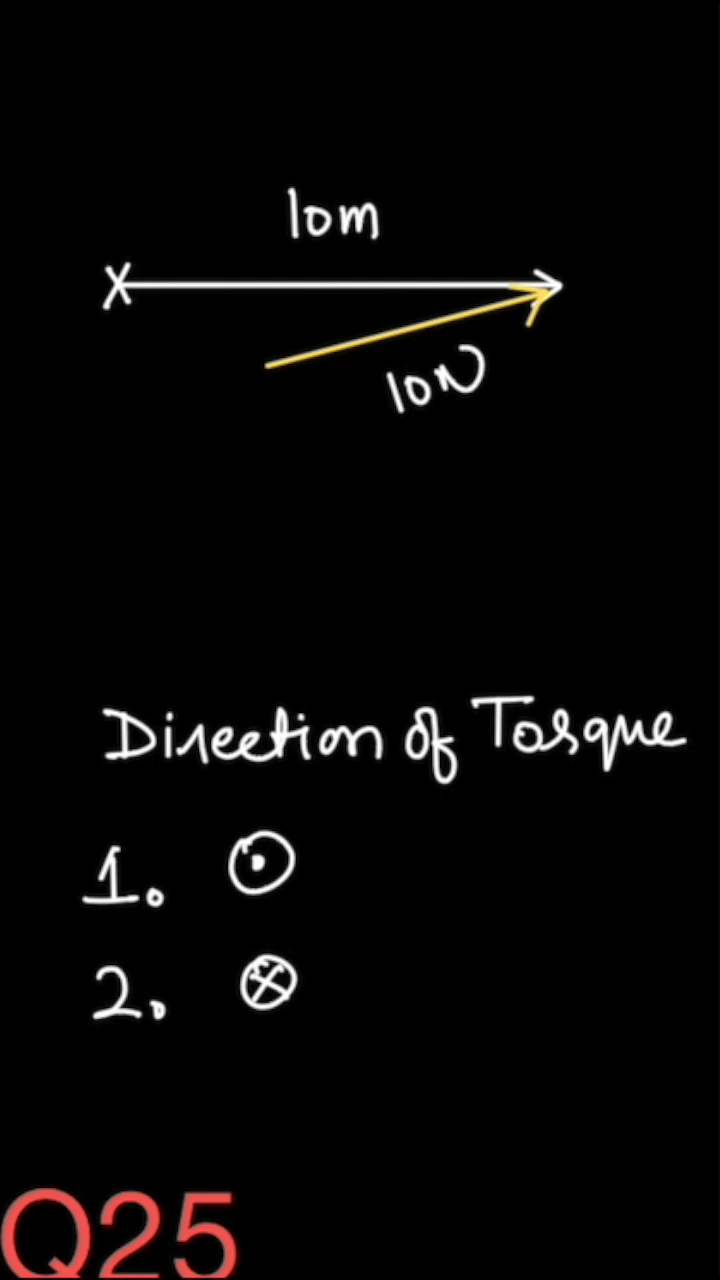 10m
X
10N
Direction of Torque
1. ⊙
2. ⊗
Q25